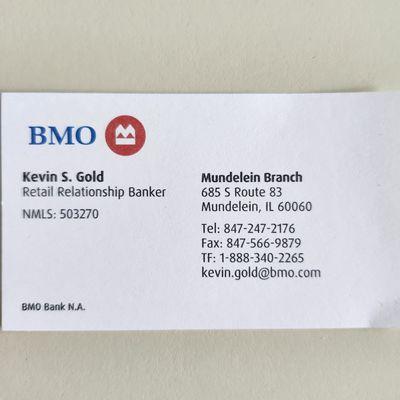 BMO
Kevin S. Gold
Retail Relationship Banker
NMLS: 503270
Mundelein Branch
685 S Route 83
Mundelein, IL 60060
Tel: 847-247-2176
Fax: 847-566-9879
TF: 1-888-340-2265
kevin.gold@bmo.com
BMO Bank N.A.